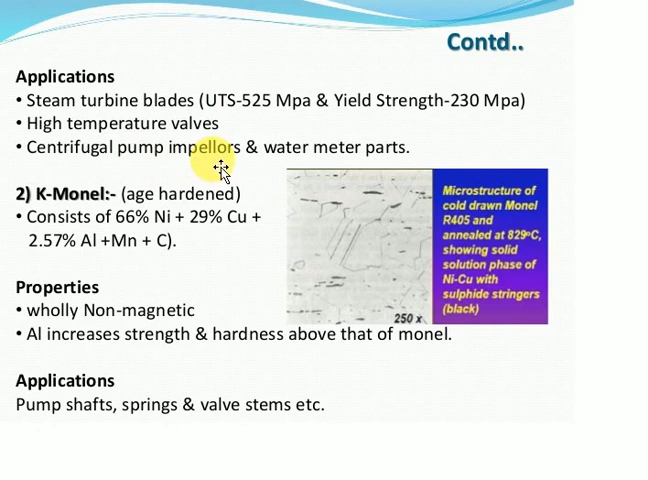 Contd..
Applications
• Steam turbine blades (UTS-525 Mpa & Yield Strength-230 Mpa)
• High temperature valves
• Centrifugal pump impellors & water meter parts.
2) K-Monel:- (age hardened)
• Consists of 66% Ni + 29% Cu +
2.57% Al +Mn + C).
Microstructure of
cold drawn Monel
R405 and
annealed at 829ºC,
showing solid
solution phase of
Ni-Cu with
sulphide stringers
(black)
250 x
Properties
• wholly Non-magnetic
• Al increases strength & hardness above that of monel.
Applications
Pump shafts, springs & valve stems etc.